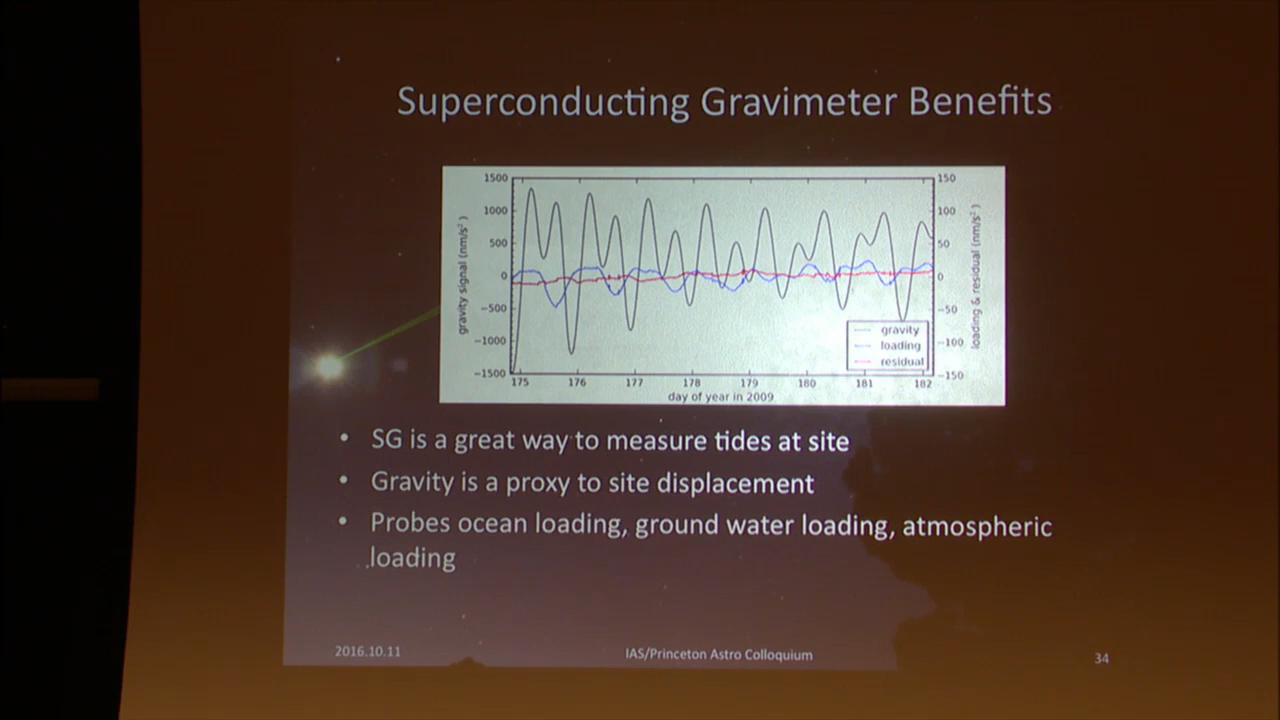 Superconducting Gravimeter Benefits
1500
1000
500
0
−500
−1000
−1500
gravity signal (nm/s²)
150
100
50
0
−50
−100
−150
loading & residual (nm/s²)
gravity
loading
residual
175 176 177 178 179 180 181 182
day of year in 2009
• SG is a great way to measure tides at site
• Gravity is a proxy to site displacement
• Probes ocean loading, ground water loading, atmospheric
loading
2016.10.11 IAS/Princeton Astro Colloquium 34